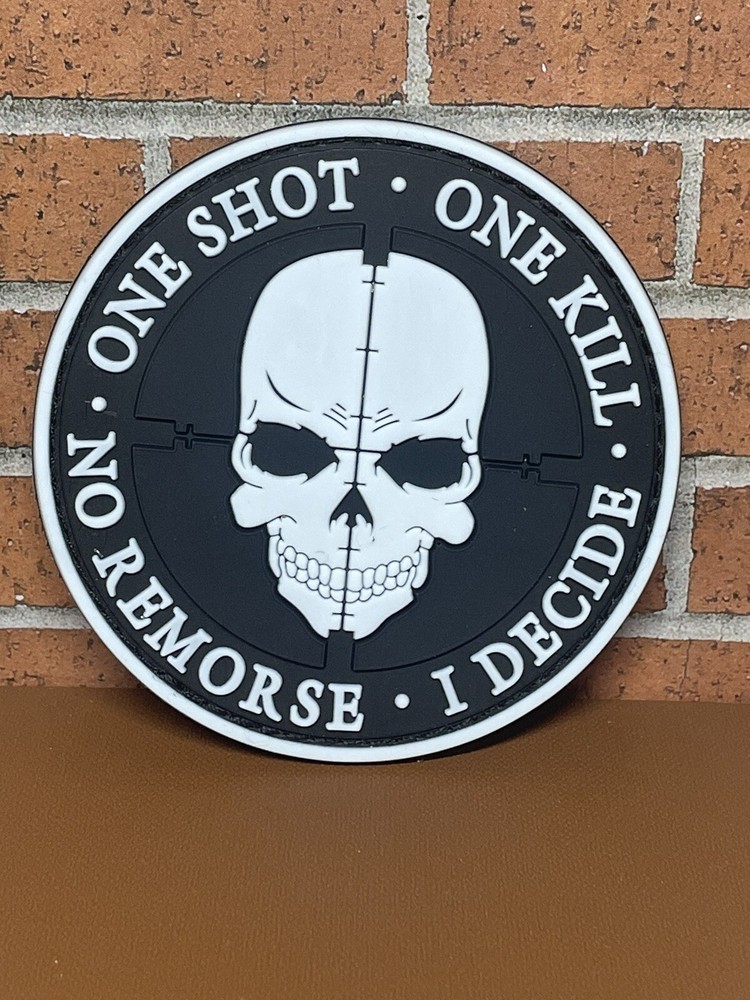 ONE SHOT · ONE KILL ·
NO REMORSE · I DECIDE